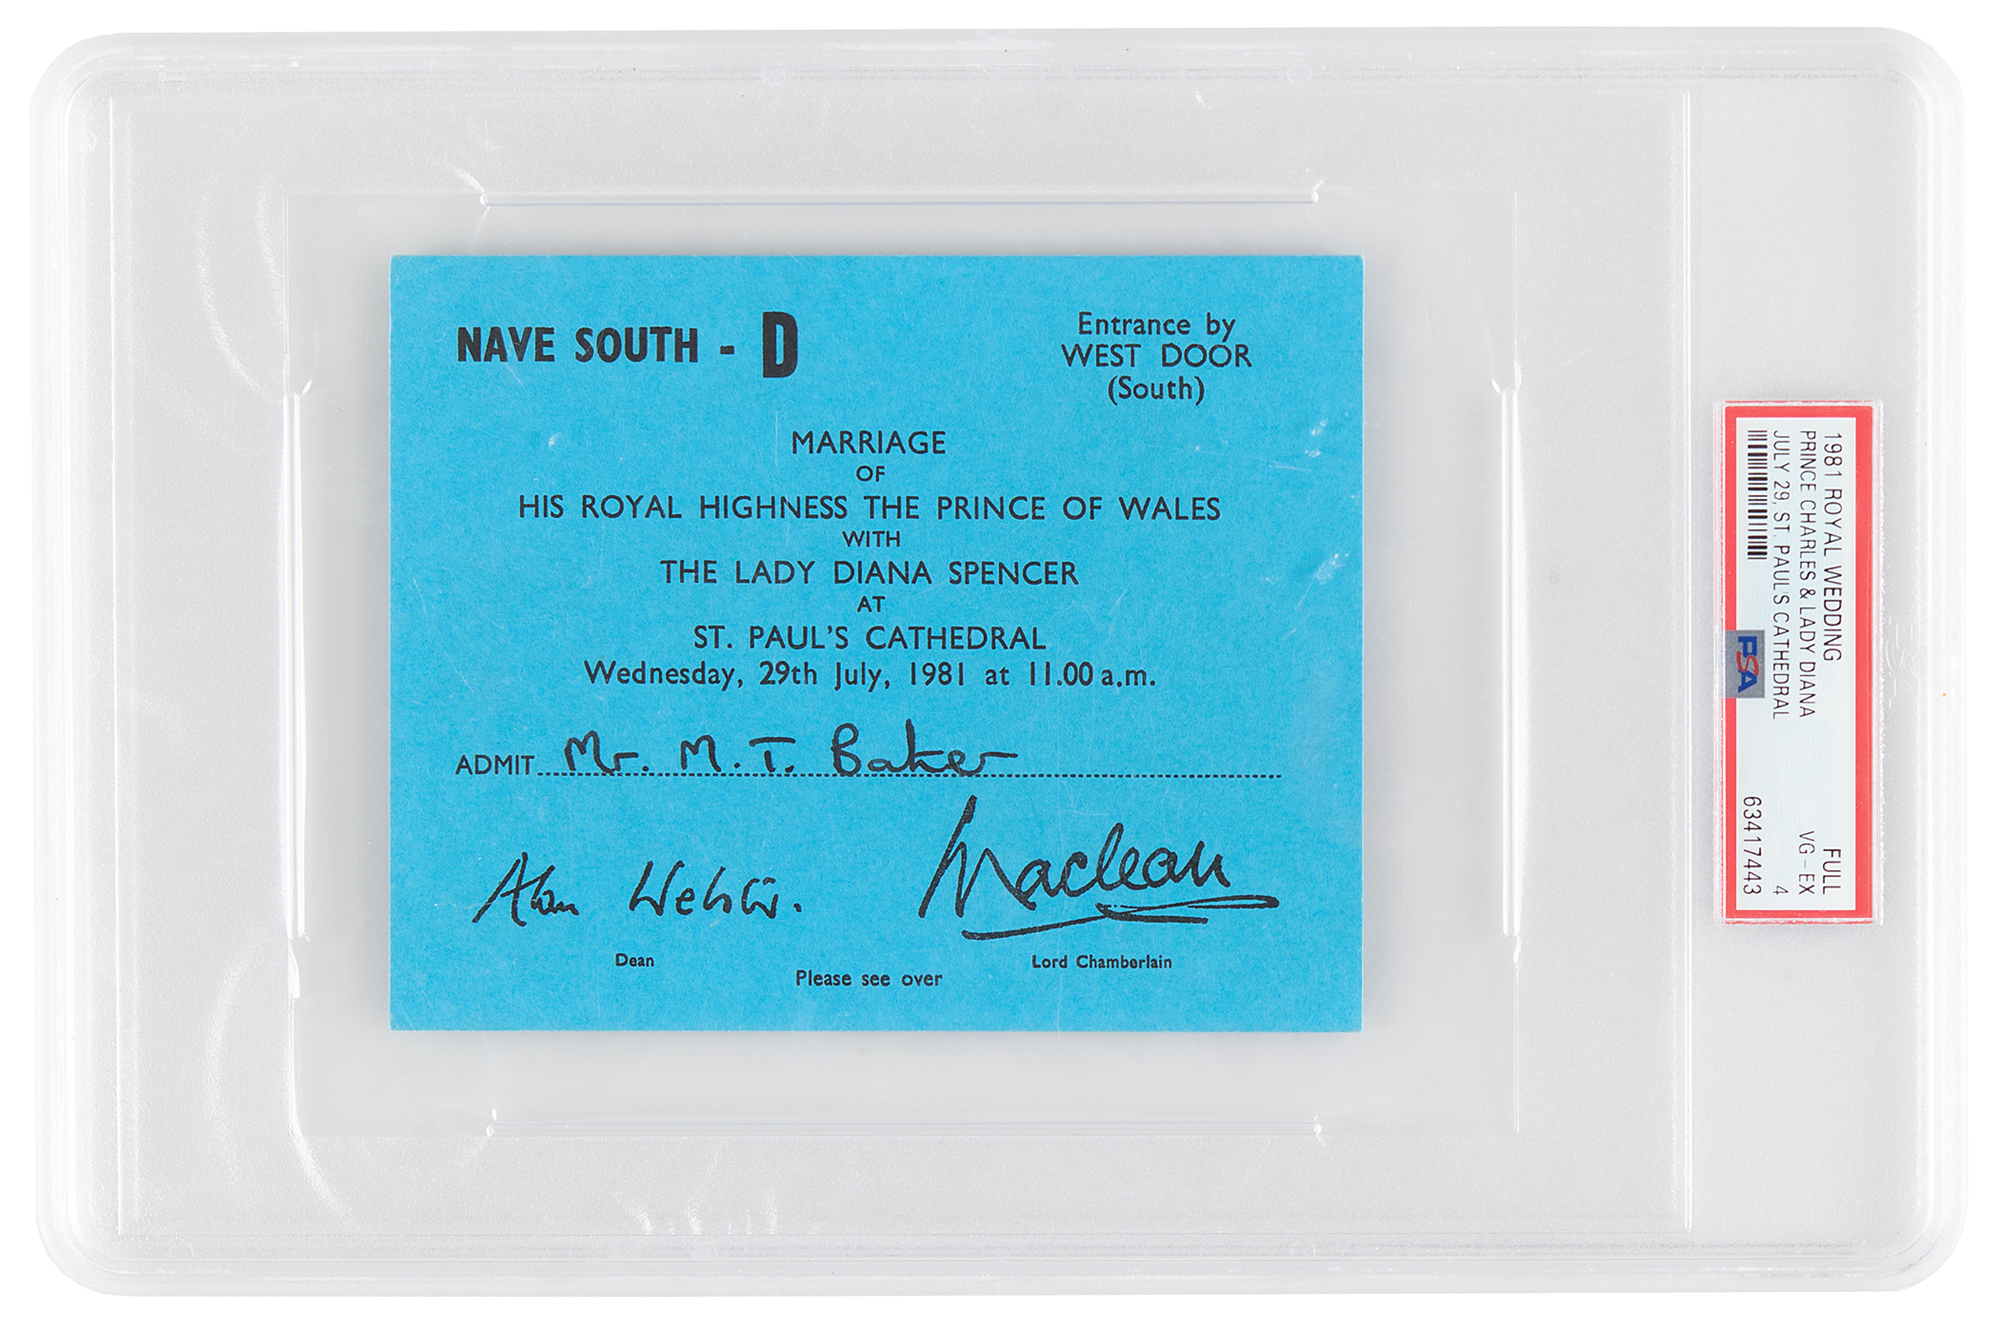 NAVE SOUTH - D
Entrance by
WEST DOOR
(South)
MARRIAGE
OF
HIS ROYAL HIGHNESS THE PRINCE OF WALES
WITH
THE LADY DIANA SPENCER
AT
ST. PAUL'S CATHEDRAL
Wednesday, 29th July, 1981 at 11.00 a.m.
ADMIT Mr. M. T. Baker
Alan Webster.
Maclean
Dean
Lord Chamberlain
Please see over
1981 ROYAL WEDDING FULL
PRINCE CHARLES & LADY DIANA VG-EX
JULY 29, ST. PAUL'S CATHEDRAL 4
PSA
63417443